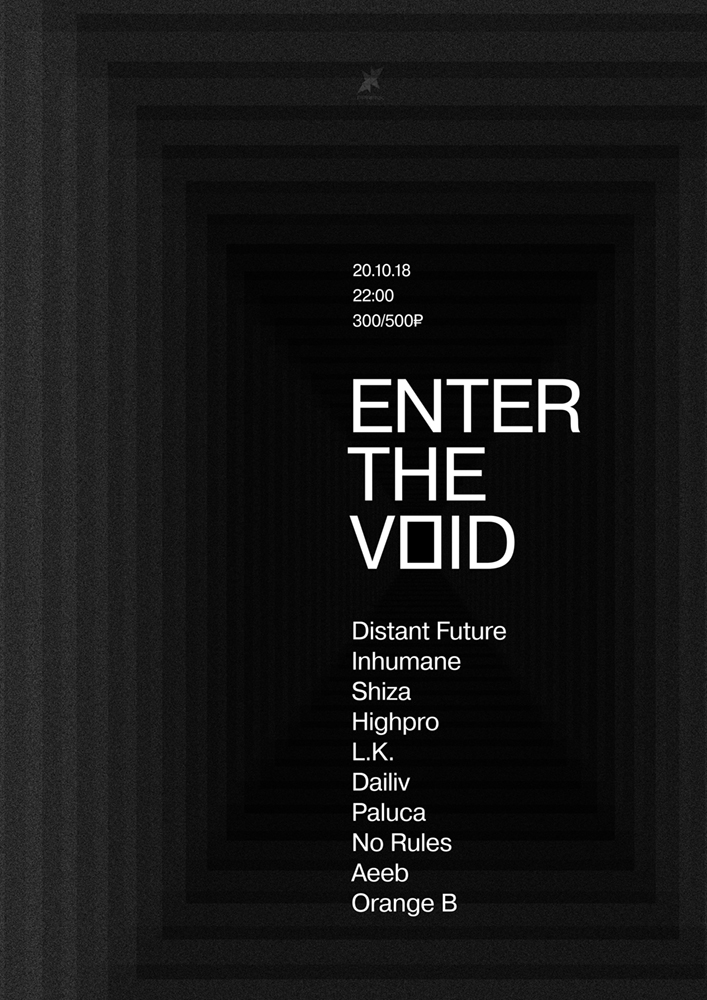 20.10.18
22:00
300/500₽
ENTER
THE
V▯ID
Distant Future
Inhumane
Shiza
Highpro
L.K.
Dailiv
Paluca
No Rules
Aeeb
Orange B